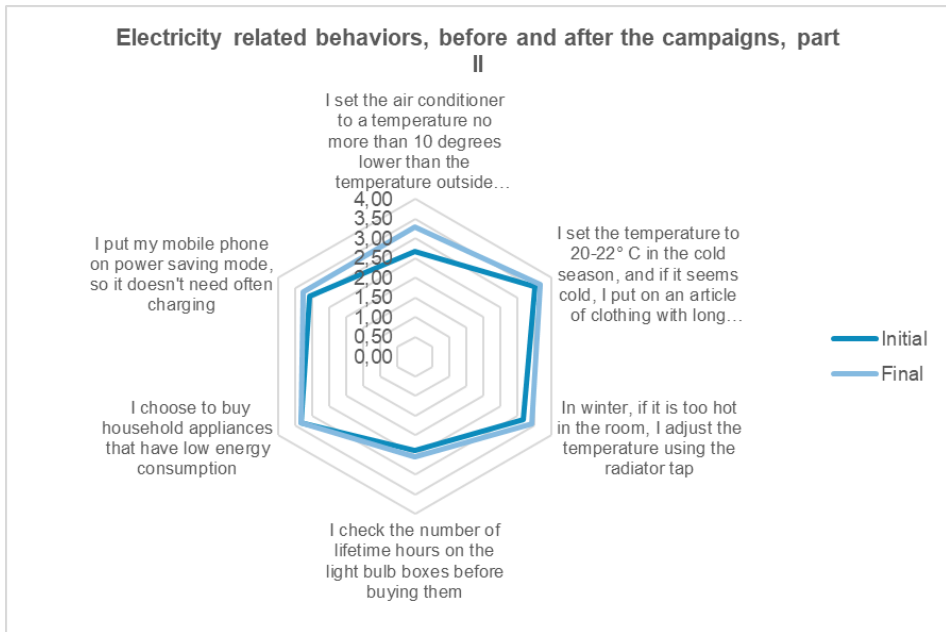 Electricity related behaviors, before and after the campaigns, part
II
I set the air conditioner
to a temperature no
more than 10 degrees
lower than the
temperature outside…
4,00
3,50
3,00
2,50
2,00
1,50
1,00
0,50
0,00
I set the temperature to
20-22° C in the cold
season, and if it seems
cold, I put on an article
of clothing with long…
In winter, if it is too hot
in the room, I adjust the
temperature using the
radiator tap
I check the number of
lifetime hours on the
light bulb boxes before
buying them
I choose to buy
household appliances
that have low energy
consumption
I put my mobile phone
on power saving mode,
so it doesn't need often
charging
Initial
Final